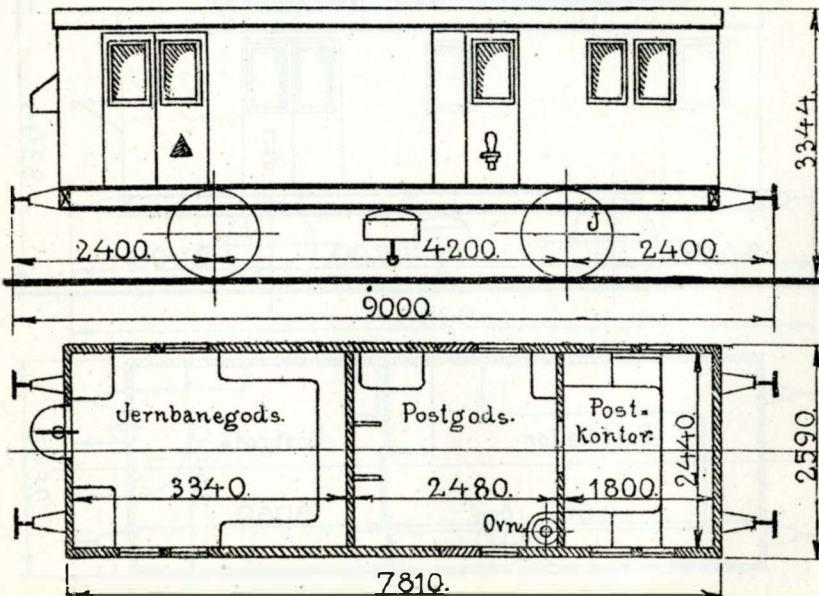 3344.
J
2400.
4200.
2400.
9000.
Jernbanegods.
Postgods.
Post=
kontor.
2440.
2590.
3340.
2480.
1800.
Ovn.
7810.